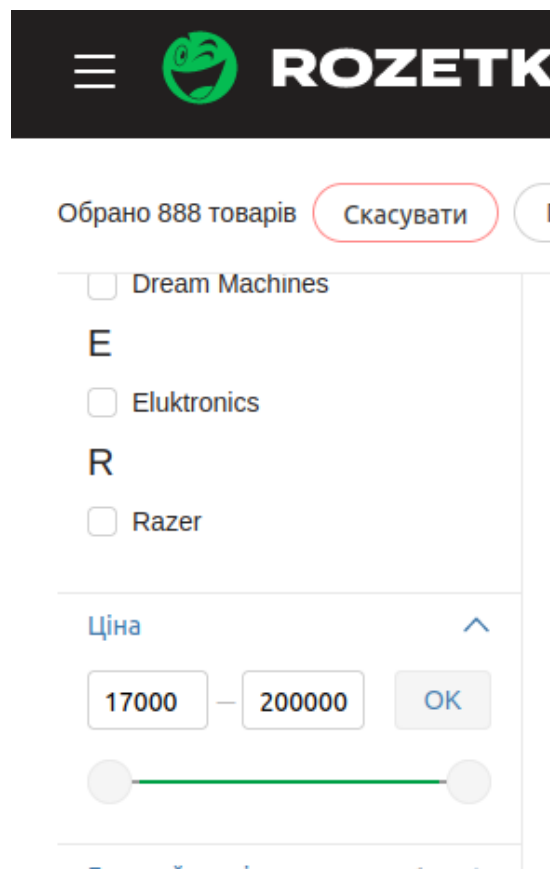 ROZETK
Обрано 888 товарів Скасувати
Dream Machines
E
Eluktronics
R
Razer
Ціна
17000 – 200000 OK